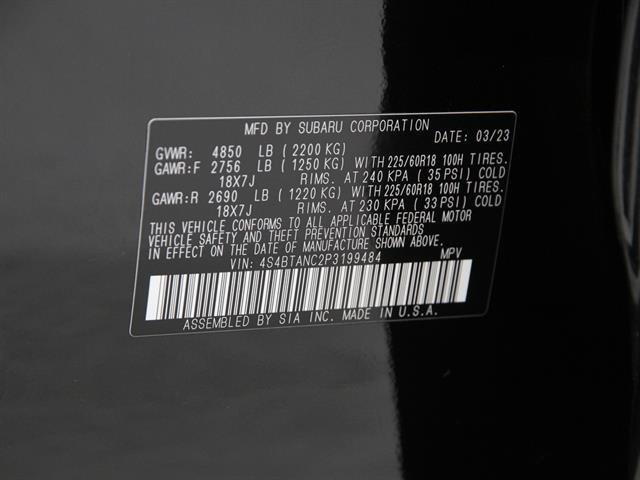 MFD BY SUBARU CORPORATION DATE: 03/23
GVWR: 4850 LB (2200 KG)
GAWR:F 2756 LB (1250 KG) WITH 225/60R18 100H TIRES.
18X7J RIMS. AT 240 KPA (35 PSI) COLD
GAWR:R 2690 LB (1220 KG) WITH 225/60R18 100H TIRES.
18X7J RIMS. AT 230 KPA (33 PSI) COLD
THIS VEHICLE CONFORMS TO ALL APPLICABLE FEDERAL MOTOR
VEHICLE SAFETY AND THEFT PREVENTION STANDARDS
IN EFFECT ON THE DATE OF MANUFACTURE SHOWN ABOVE.
VIN: 4S4BTANC2P3199484 MPV
ASSEMBLED BY SIA INC. MADE IN U.S.A.